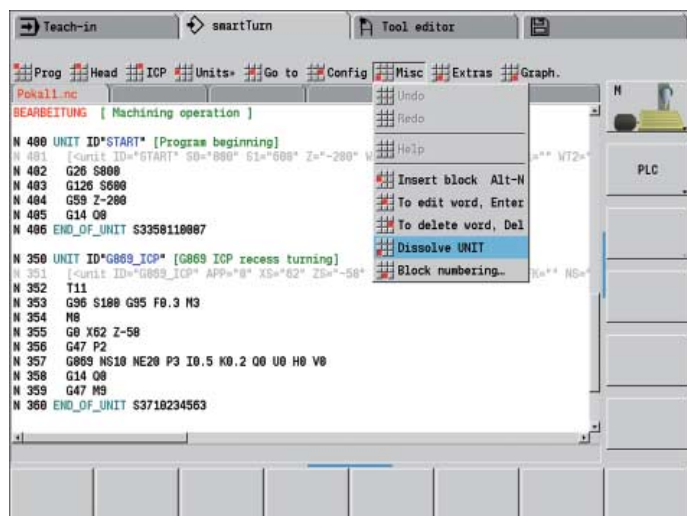 Teach-in smartTurn Tool editor
Prog Head ICP Units» Go to Config Misc Extras Graph.
Pokal1.nc
BEARBEITUNG [ Machining operation ]
N 400 UNIT ID"START" [Program beginning]
N 401 [<unit ID="START" S0="800" S1="600" Z="-200" WT2="
N 402 G26 S800
N 403 G126 S600
N 404 G59 Z-200
N 405 G14 Q0
N 406 END_OF_UNIT S3358110087
N 350 UNIT ID"G869_ICP" [G869 ICP recess turning]
N 351 [<unit ID="G869_ICP" APP="0" XS="62" ZS="-58" NS="
N 352 T11
N 353 G96 S180 G95 F0.3 M3
N 354 M8
N 355 G0 X62 Z-58
N 356 G47 P2
N 357 G869 NS10 NE20 P3 I0.5 K0.2 Q0 U0 H0 V0
N 358 G14 Q0
N 359 G47 M9
N 360 END_OF_UNIT S3710234563
Undo
Redo
Help
Insert block Alt-N
To edit word, Enter
To delete word, Del
Dissolve UNIT
Block numbering…
M
PLC